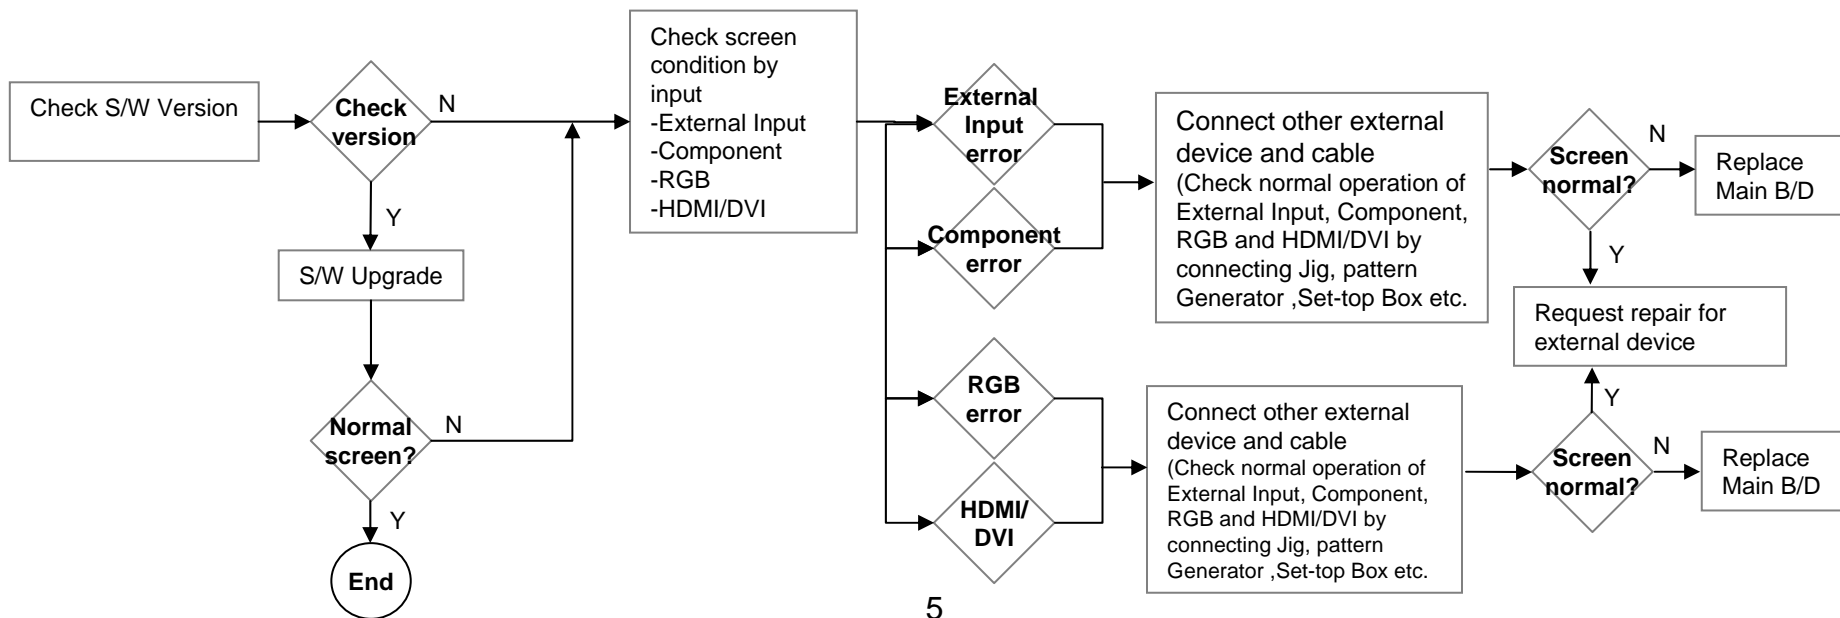 Check S/W Version
Check
version
N
Y
S/W Upgrade
Normal
screen?
N
Y
End
Check screen
condition by
input
-External Input
-Component
-RGB
-HDMI/DVI
External
Input
error
Component
error
RGB
error
HDMI/
DVI
Connect other external
device and cable
(Check normal operation of
External Input, Component,
RGB and HDMI/DVI by
connecting Jig, pattern
Generator ,Set-top Box etc.
Connect other external
device and cable
(Check normal operation of
External Input, Component,
RGB and HDMI/DVI by
connecting Jig, pattern
Generator ,Set-top Box etc.
Screen
normal?
N
Replace
Main B/D
Y
Request repair for
external device
Y
Screen
normal?
N
Replace
Main B/D
5